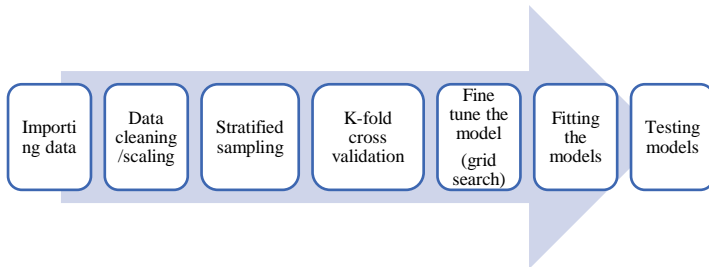 Importi
ng data
Data
cleaning
/scaling
Stratified
sampling
K-fold
cross
validation
Fine
tune the
model
(grid
search)
Fitting
the
models
Testing
models